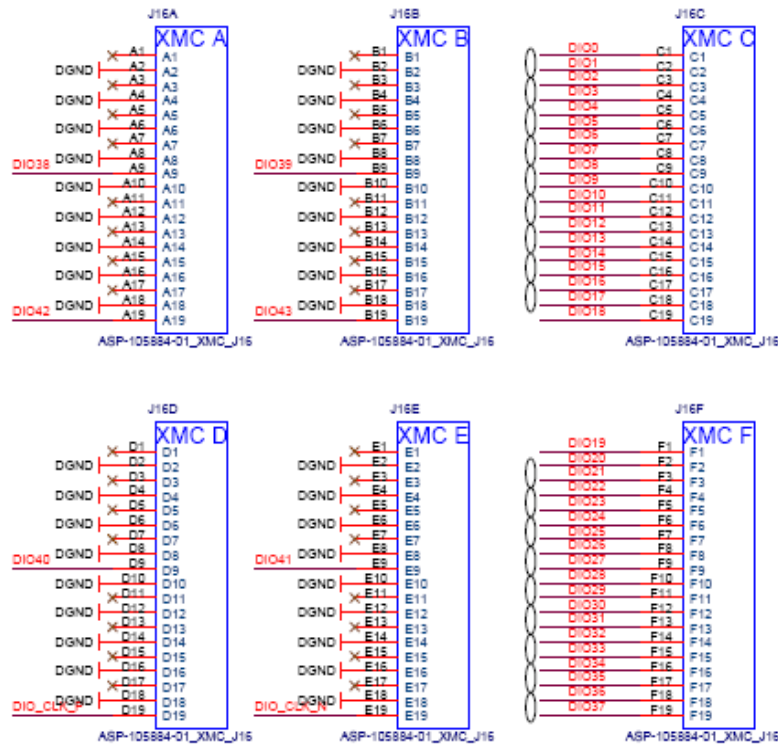 J16A
XMC A
A1 A1
DGND A2 A2
A3 A3
DGND A4 A4
A5 A5
DGND A6 A6
A7 A7
DGND A8 A8
DIO38 A9 A9
DGND A10 A10
A11 A11
DGND A12 A12
A13 A13
DGND A14 A14
A15 A15
DGND A16 A16
A17 A17
DGND A18 A18
DIO42 A19 A19
ASP-105884-01_XMC_J16
J16B
XMC B
B1 B1
DGND B2 B2
B3 B3
DGND B4 B4
B5 B5
DGND B6 B6
B7 B7
DGND B8 B8
DIO39 B9 B9
DGND B10 B10
B11 B11
DGND B12 B12
B13 B13
DGND B14 B14
B15 B15
DGND B16 B16
B17 B17
DGND B18 B18
DIO43 B19 B19
ASP-105884-01_XMC_J16
J16C
XMC C
DIO0 C1 C1
DIO1 C2 C2
DIO2 C3 C3
DIO3 C4 C4
DIO4 C5 C5
DIO5 C6 C6
DIO6 C7 C7
DIO7 C8 C8
DIO8 C9 C9
DIO9 C10 C10
DIO10 C11 C11
DIO11 C12 C12
DIO12 C13 C13
DIO13 C14 C14
DIO14 C15 C15
DIO15 C16 C16
DIO16 C17 C17
DIO17 C18 C18
DIO18 C19 C19
ASP-105884-01_XMC_J16
J16D
XMC D
D1 D1
DGND D2 D2
D3 D3
DGND D4 D4
D5 D5
DGND D6 D6
D7 D7
DGND D8 D8
DIO40 D9 D9
DGND D10 D10
D11 D11
DGND D12 D12
D13 D13
DGND D14 D14
D15 D15
DGND D16 D16
D17 D17
DGND D18 D18
DIO_CLK_P D19 D19
ASP-105884-01_XMC_J16
J16E
XMC E
E1 E1
DGND E2 E2
E3 E3
DGND E4 E4
E5 E5
DGND E6 E6
E7 E7
DGND E8 E8
DIO41 E9 E9
DGND E10 E10
E11 E11
DGND E12 E12
E13 E13
DGND E14 E14
E15 E15
DGND E16 E16
E17 E17
DGND E18 E18
DIO_CLK_N E19 E19
ASP-105884-01_XMC_J16
J16F
XMC F
DIO19 F1 F1
DIO20 F2 F2
DIO21 F3 F3
DIO22 F4 F4
DIO23 F5 F5
DIO24 F6 F6
DIO25 F7 F7
DIO26 F8 F8
DIO27 F9 F9
DIO28 F10 F10
DIO29 F11 F11
DIO30 F12 F12
DIO31 F13 F13
DIO32 F14 F14
DIO33 F15 F15
DIO34 F16 F16
DIO35 F17 F17
DIO36 F18 F18
DIO37 F19 F19
ASP-105884-01_XMC_J16